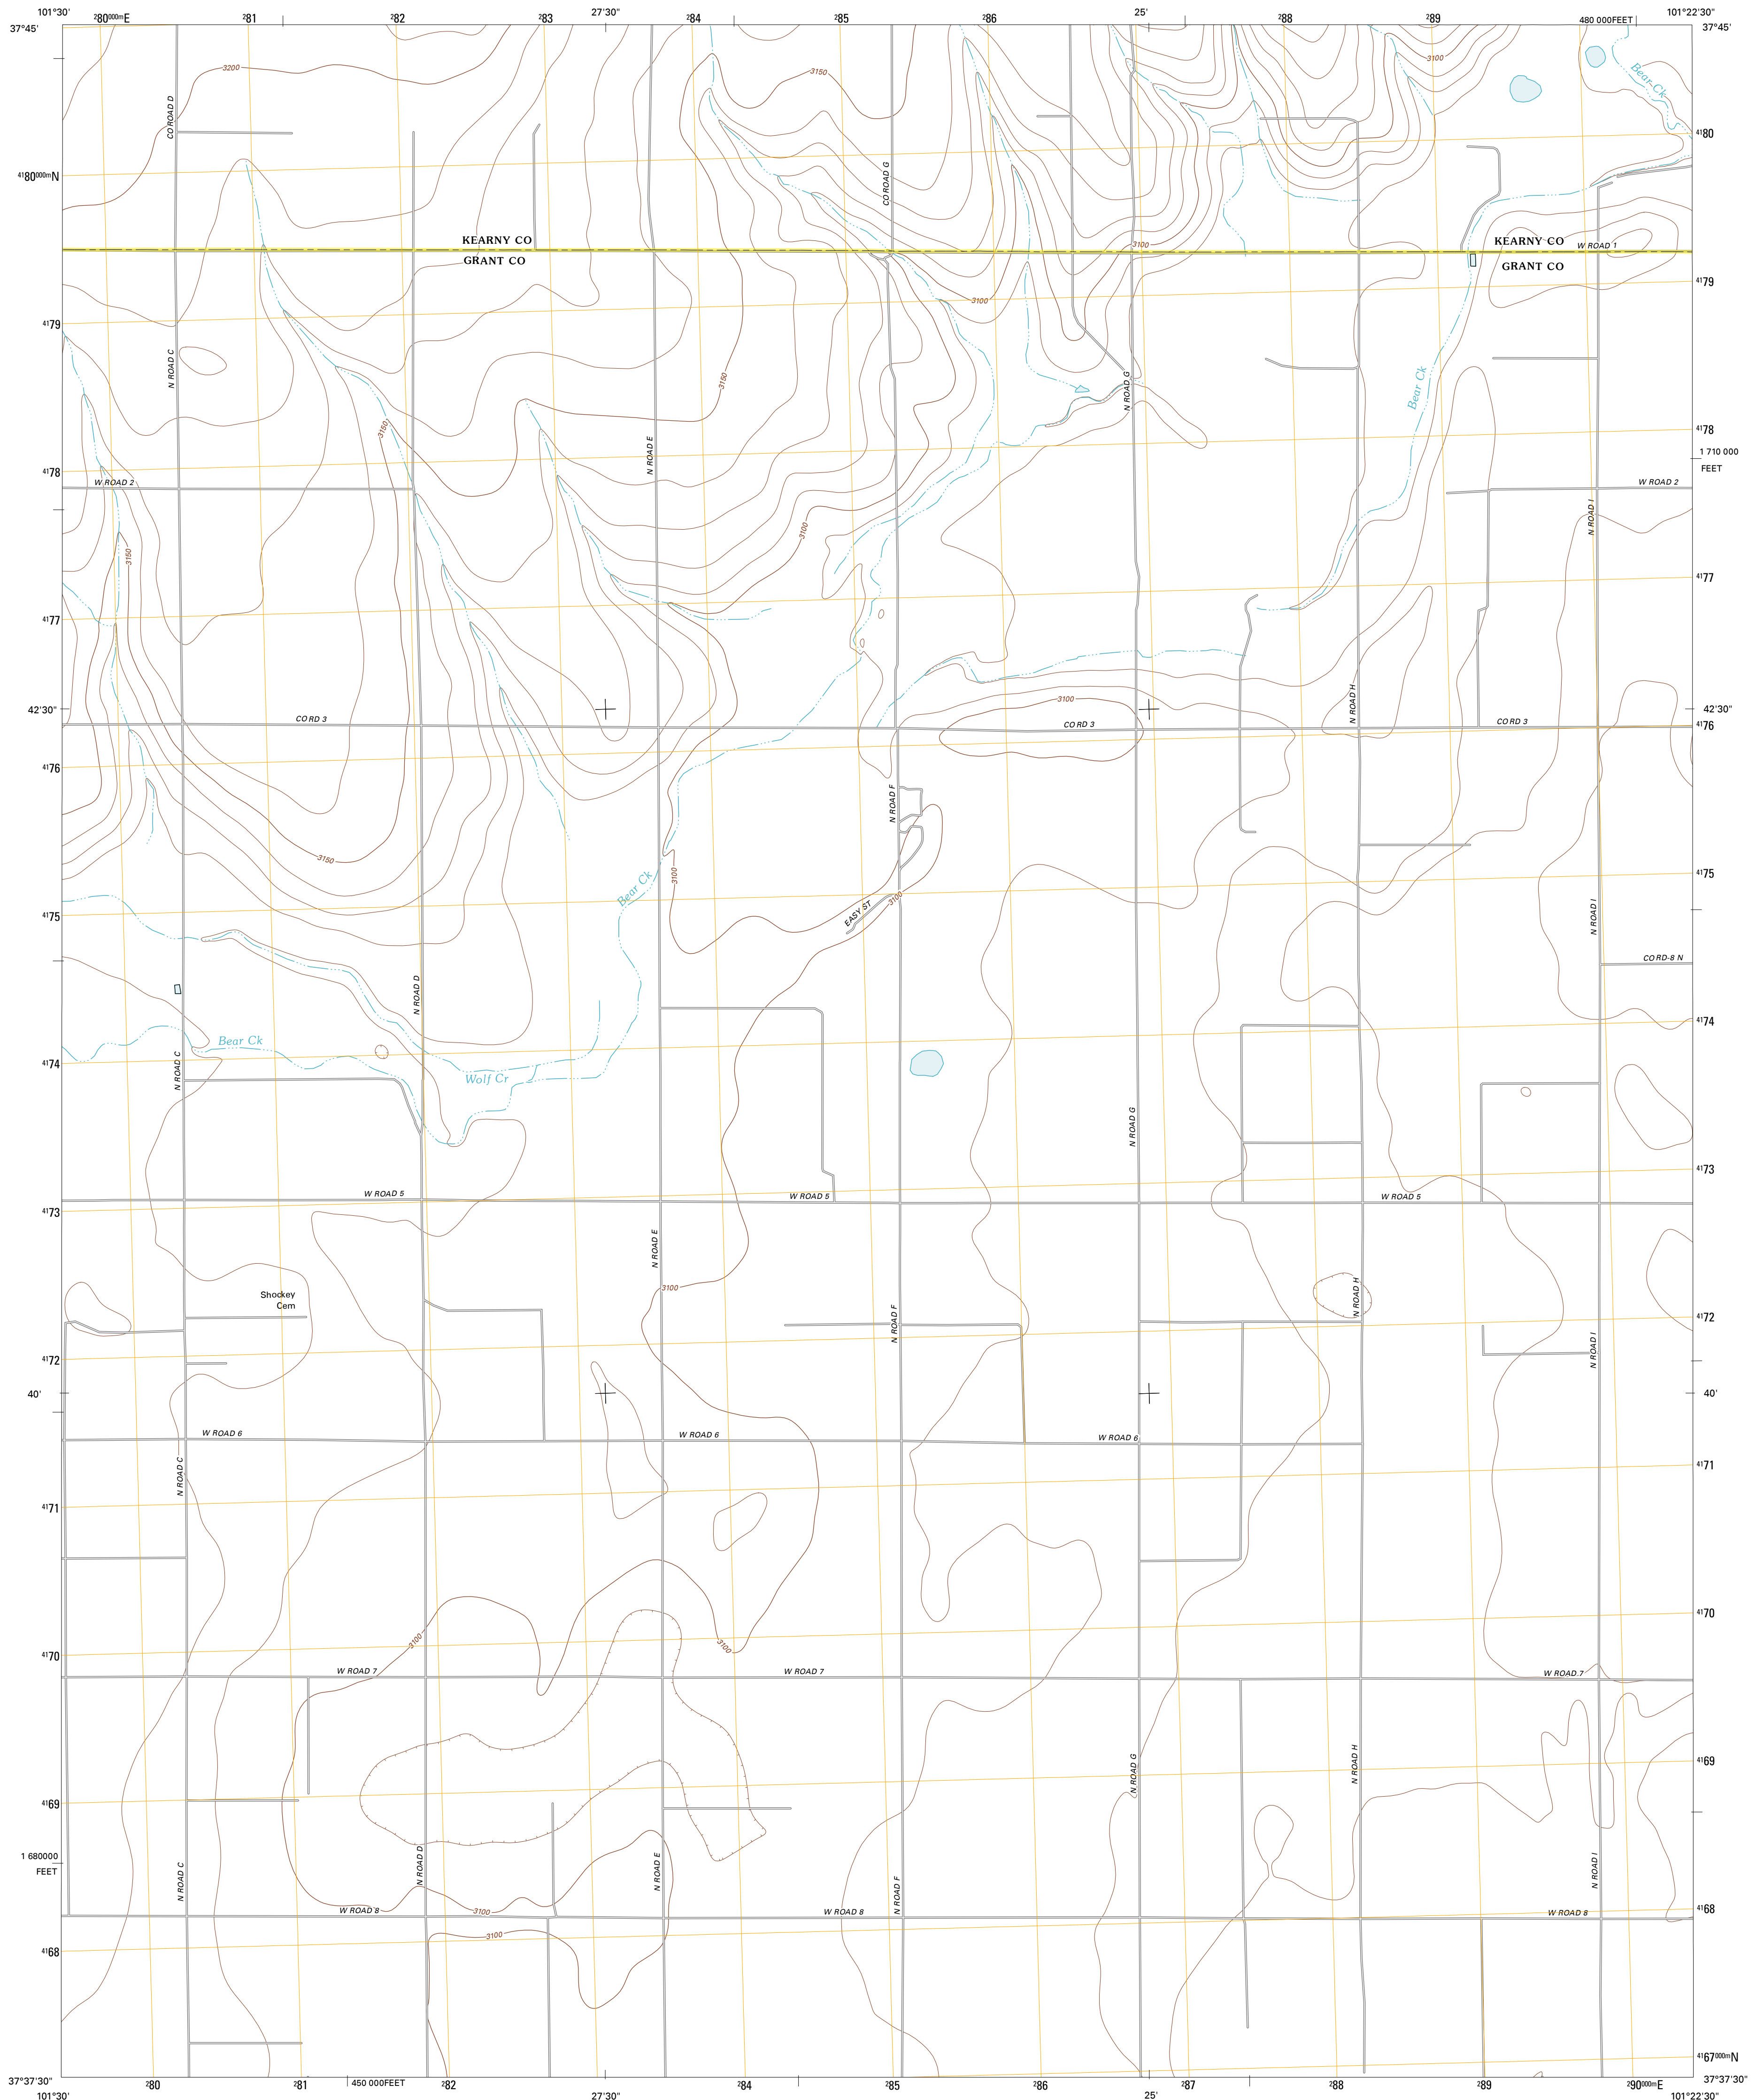 101°30' ²80⁰⁰⁰ᵐE ²81 ²82 ²83 27'30" ²84 ²85 ²86 25' ²88 ²89 480 000FEET 101°22'30"
37°45' 37°45'
3200
3150
3100
Bear Ck
CO ROAD D
⁴¹80
⁴¹80⁰⁰⁰ᵐN
CO ROAD G
KEARNY CO
GRANT CO
3100
KEARNY CO
W ROAD 1
GRANT CO
⁴¹79
3100
⁴¹79
N ROAD C
3150
N ROAD G
Bear Ck
3150
⁴¹78
N ROAD E
1 710 000
FEET
⁴¹78
W ROAD 2
W ROAD 2
N ROAD I
3150
3100
⁴¹77
⁴¹77
42'30"
CO RD 3
3100
CO RD 3
N ROAD H
CO RD 3
42'30"
⁴¹76
⁴¹76
N ROAD F
3150
3100
Bear Ck
⁴¹75
3100
EASY ST
⁴¹75
N ROAD I
CO RD-8 N
N ROAD D
⁴¹74
Bear Ck
⁴¹74
N ROAD C
Wolf Cr
N ROAD G
⁴¹73
W ROAD 5
W ROAD 5
W ROAD 5
⁴¹73
N ROAD E
3100
Shockey
Cem
N ROAD F
N ROAD H
⁴¹72
N ROAD I
⁴¹72
40'
40'
W ROAD 6
W ROAD 6
W ROAD 6
⁴¹71
N ROAD C
⁴¹71
⁴¹70
3100
3100
⁴¹70
W ROAD 7
W ROAD 7
W ROAD 7
N ROAD G
N ROAD H
⁴¹69
⁴¹69
1 680000
FEET
N ROAD C
N ROAD D
N ROAD E
N ROAD F
N ROAD I
W ROAD 8
3100
W ROAD 8
W ROAD 8
⁴¹68
3100
⁴¹68
⁴¹67⁰⁰⁰ᵐN
37°37'30" 37°37'30"
101°30' ²80 ²81 450 000FEET ²82 27'30" ²84 ²85 ²86 25' ²87 ²88 ²89 ²90⁰⁰⁰ᵐE 101°22'30"